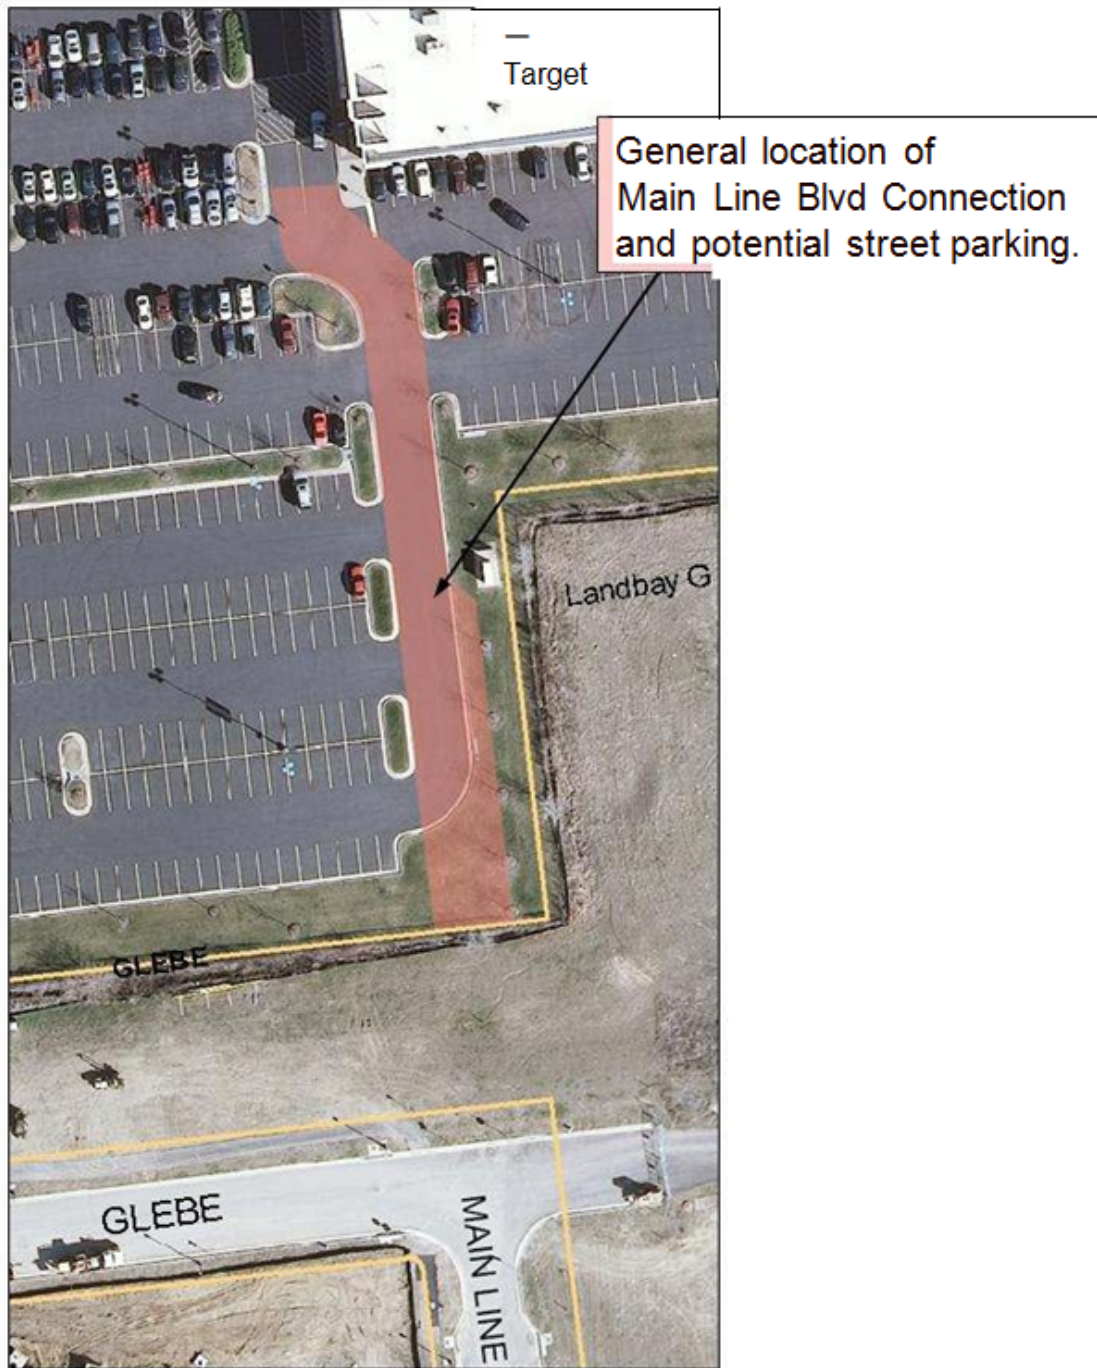 Target
General location of
Main Line Blvd Connection
and potential street parking.
Landbay G
GLEBE
GLEBE
MAIN LINE